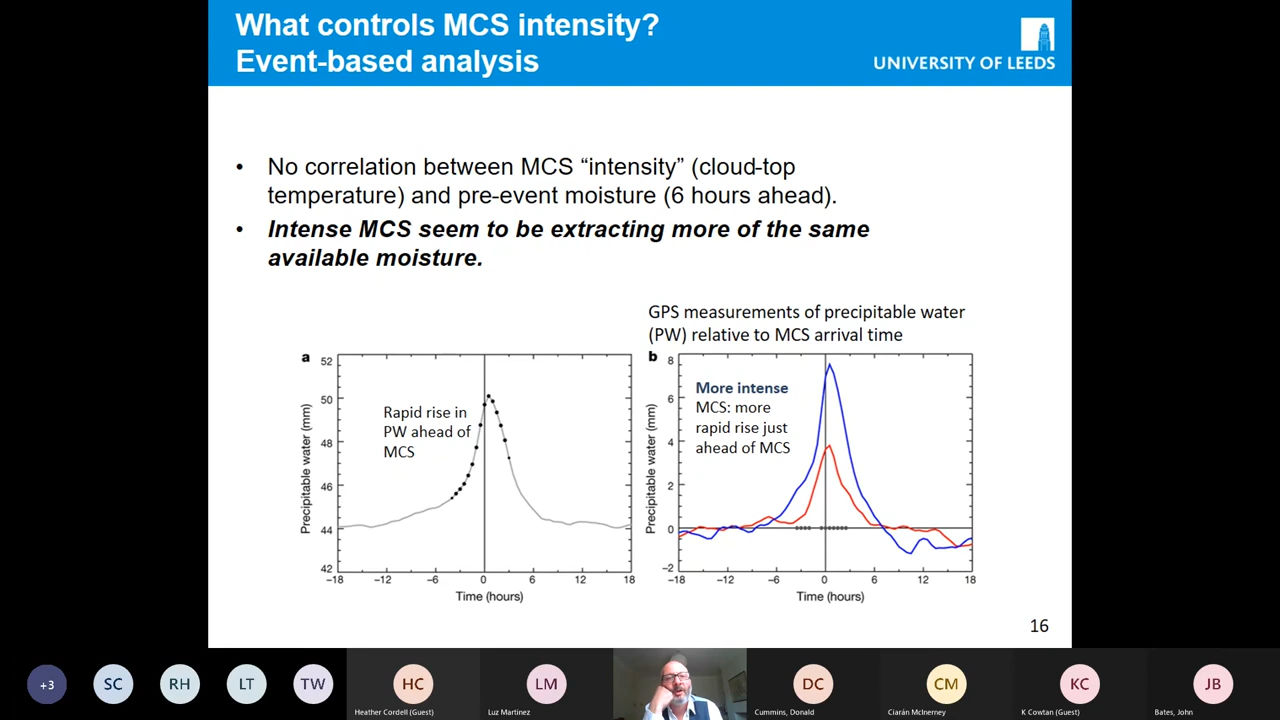 What controls MCS intensity?
Event-based analysis
UNIVERSITY OF LEEDS
• No correlation between MCS “intensity” (cloud-top
temperature) and pre-event moisture (6 hours ahead).
• Intense MCS seem to be extracting more of the same
available moisture.
GPS measurements of precipitable water
(PW) relative to MCS arrival time
a
52
50
48
46
44
42
Precipitable water (mm)
Rapid rise in
PW ahead of
MCS
-18 -12 -6 0 6 12 18
Time (hours)
b
8
6
4
2
0
-2
Precipitable water (mm)
More intense
MCS: more
rapid rise just
ahead of MCS
-18 -12 -6 0 6 12 18
Time (hours)
16
+3 SC RH LT TW HC LM DC CM KC JB
Heather Cordell (Guest) Luz Martinez Cummins, Donald Ciarán McInerney K Cowtan (Guest) Bates, John